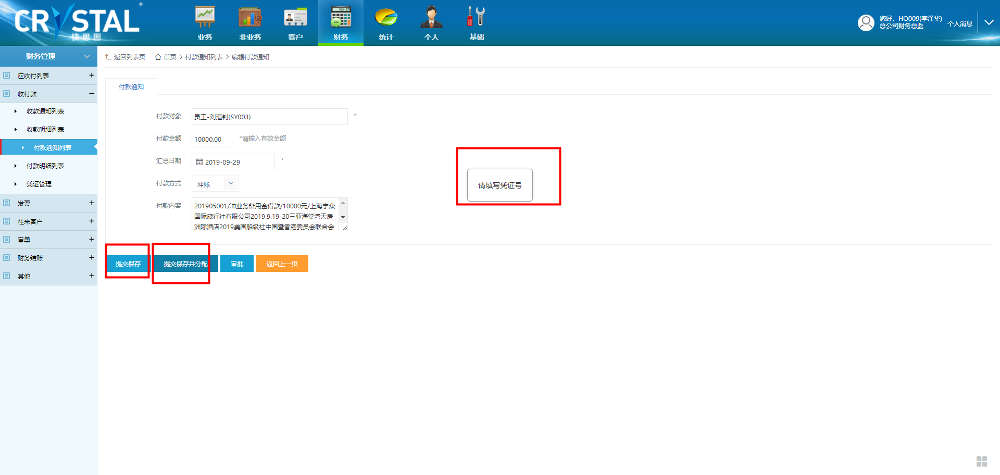 CRYSTAL®
快思图
业务
非业务
客户
财务
统计
个人
基础
您好，HQ009(李泽华)
总公司财务总监
个人消息
财务管理
应收付列表
收付款
收款通知列表
收款明细列表
付款通知列表
付款明细列表
凭证管理
发票
往来客户
审单
财务结账
其他
返回列表页 首页 > 付款通知列表 > 编辑付款通知
付款通知
付款对象 员工-刘蕴钊(SY003) *
付款金额 10000.00 *请输入有效金额
汇总日期 2019-09-29 *
付款方式 冲账
付款内容 201905001/冲业务备用金借款/10000元/上海宇众
国际旅行社有限公司2019.9.19-20三亚海棠湾天房
洲际酒店2019美国船级社中国暨香港委员会联合会
请填写凭证号
提交保存 提交保存并分配 审批 返回上一页